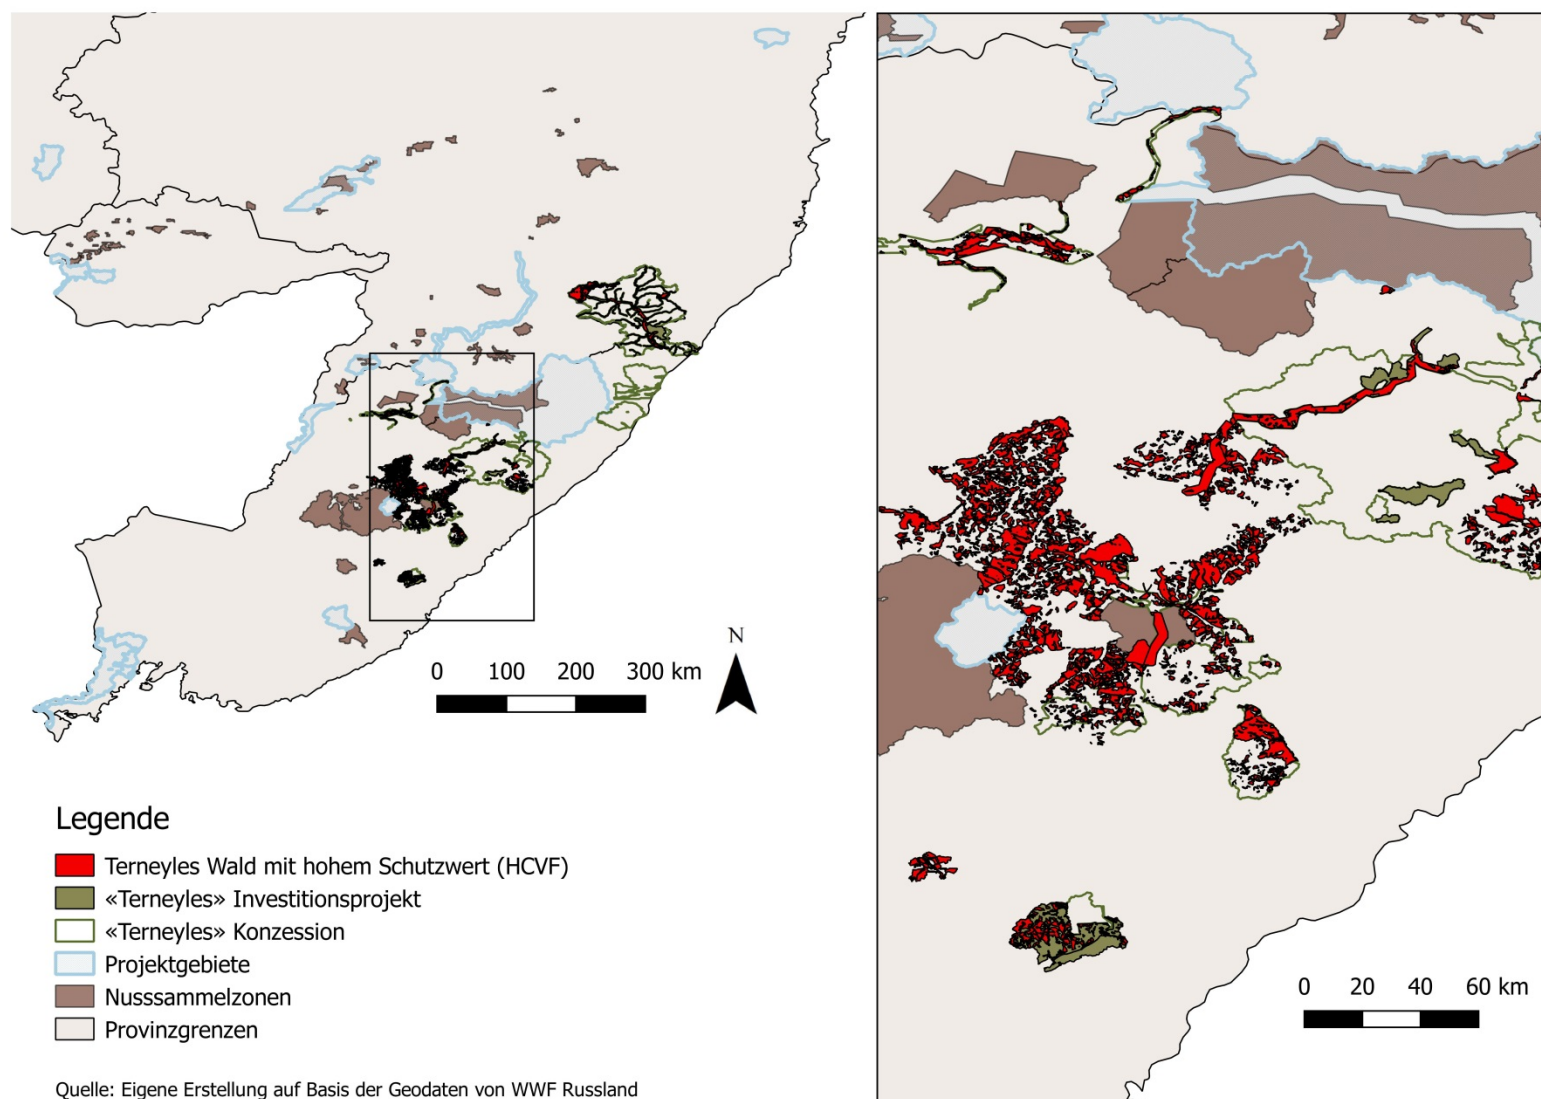 N
0 100 200 300 km
Legende
Terneyles Wald mit hohem Schutzwert (HCVF)
«Terneyles» Investitionsprojekt
«Terneyles» Konzession
Projektgebiete
Nusssammelzonen
Provinzgrenzen
Quelle: Eigene Erstellung auf Basis der Geodaten von WWF Russland
0 20 40 60 km